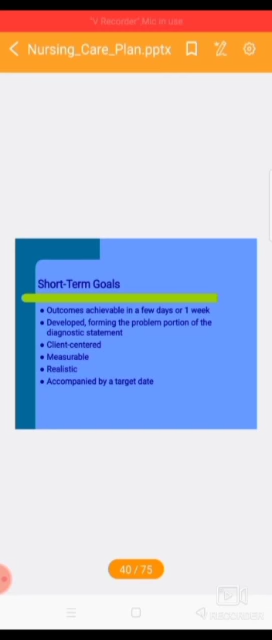 "V Recorder" Mic in use
Nursing_Care_Plan.pptx
Short-Term Goals
• Outcomes achievable in a few days or 1 week
• Developed, forming the problem portion of the
diagnostic statement
• Client-centered
• Measurable
• Realistic
• Accompanied by a target date
40 / 75
RECORDER